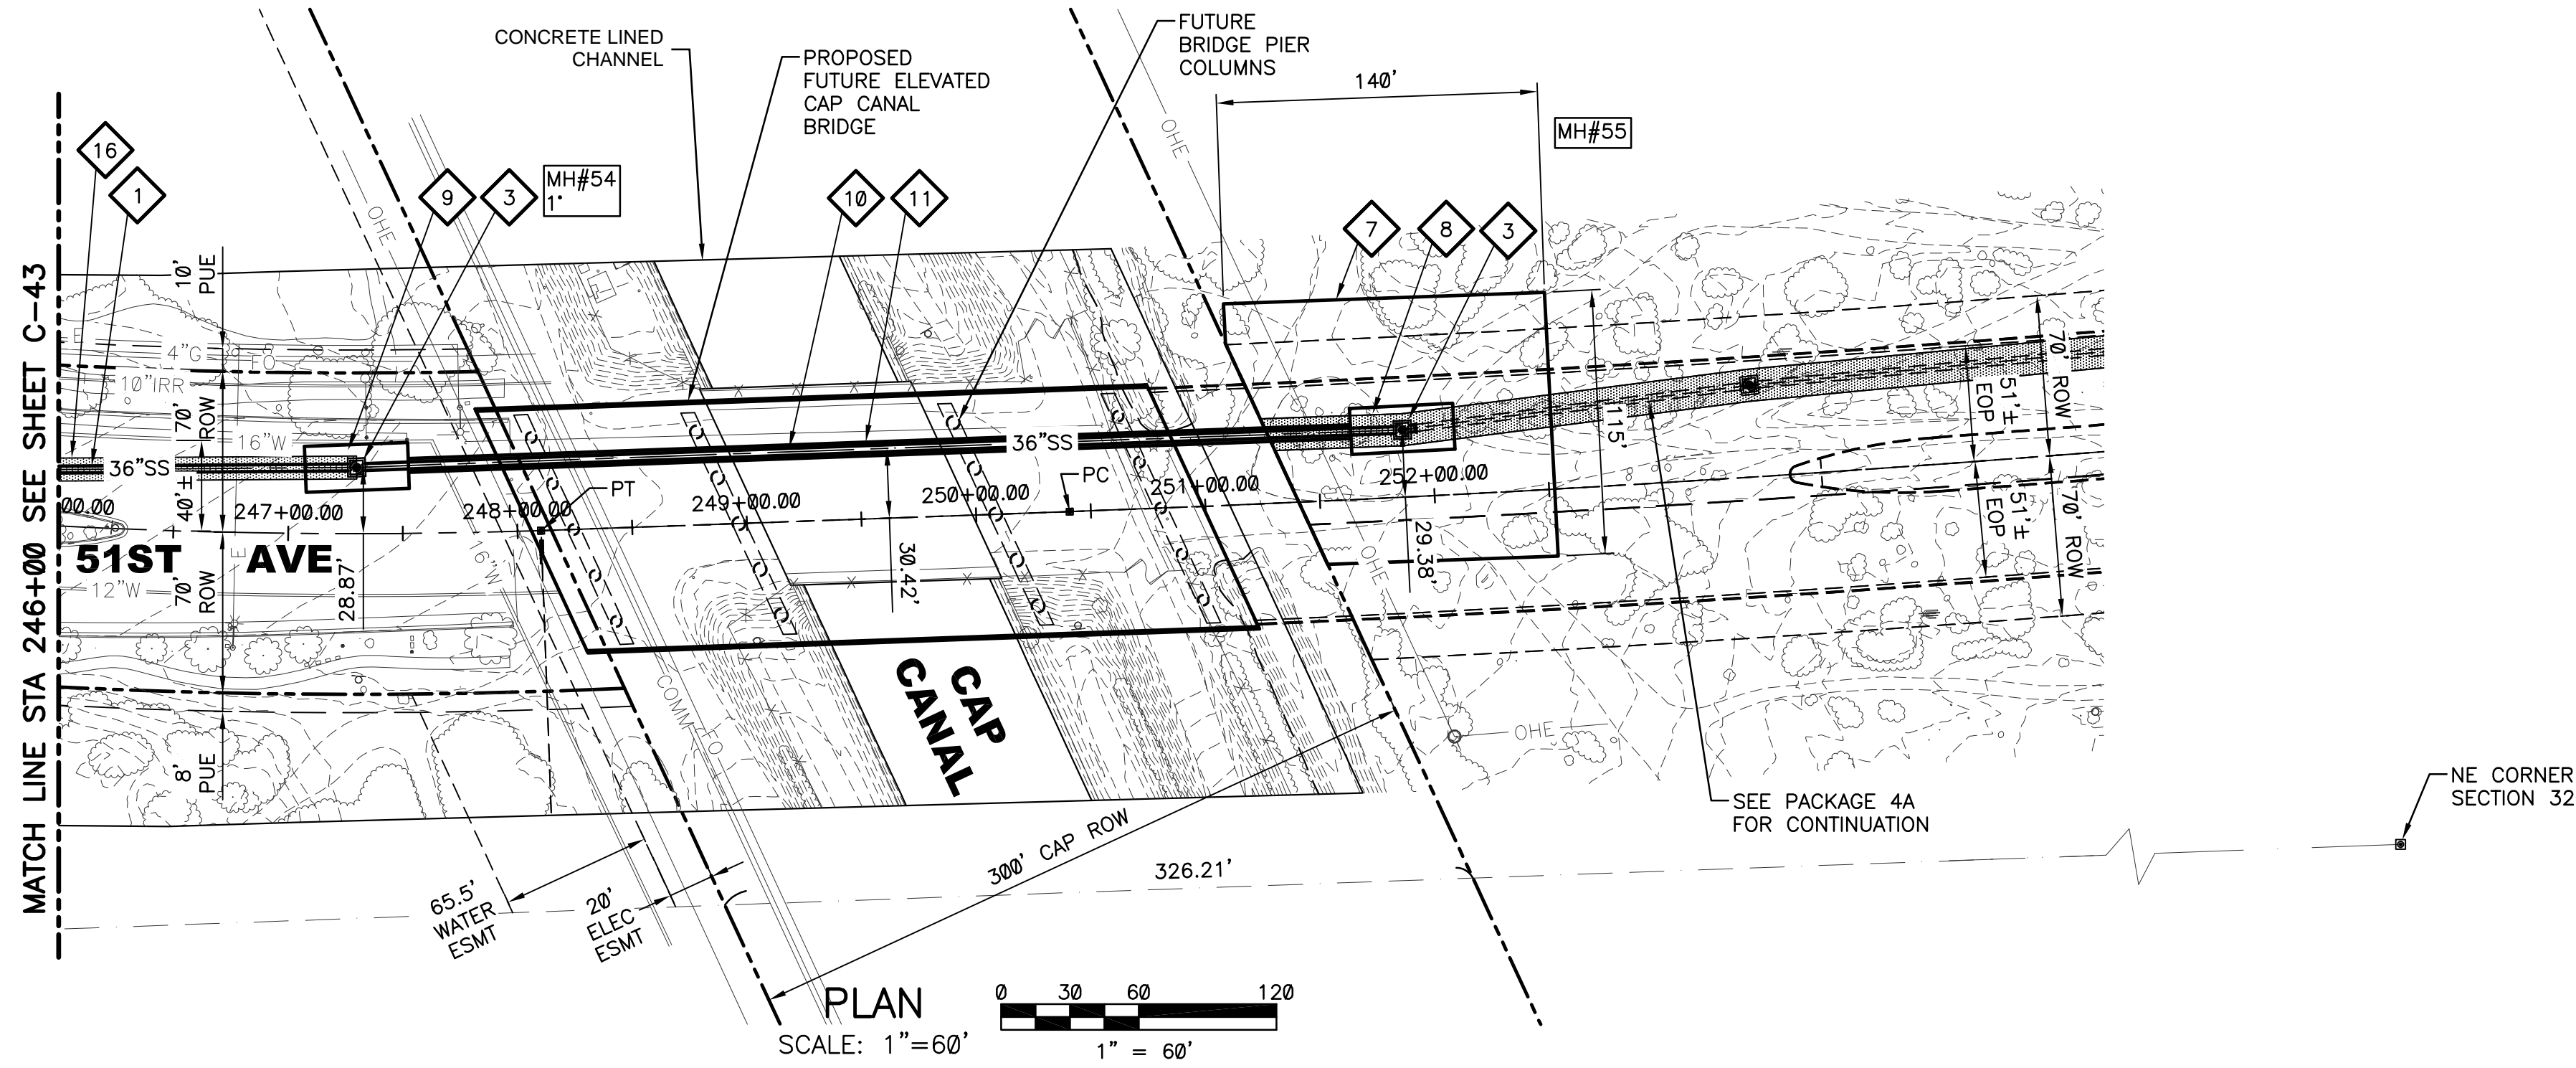 CONCRETE LINED
CHANNEL
PROPOSED
FUTURE ELEVATED
CAP CANAL
BRIDGE
FUTURE
BRIDGE PIER
COLUMNS
140'
MH#55
16
1
9
3
MH#54
1°
10
11
7
8
3
OHE
OHE
10'
PUE
E
4"G
FO
10"IRR
70'
ROW
16"W
36"SS
36"SS
40'±
00.00
247+00.00
248+00.00
249+00.00
250+00.00
251+00.00
252+00.00
PT
PC
51ST AVE
E
12"W
70'
ROW
28.87'
16"W
30.42'
29.38'
115'
OHE
51'±
EOP
70' ROW
51'±
EOP
70' ROW
8'
PUE
COMM
FO
CAP
CANAL
OHE
MATCH LINE STA 246+00 SEE SHEET C-43
SEE PACKAGE 4A
FOR CONTINUATION
NE CORNER
SECTION 32
65.5'
WATER
ESMT
20'
ELEC
ESMT
300' CAP ROW
326.21'
PLAN
SCALE: 1"=60'
0 30 60 120
1" = 60'